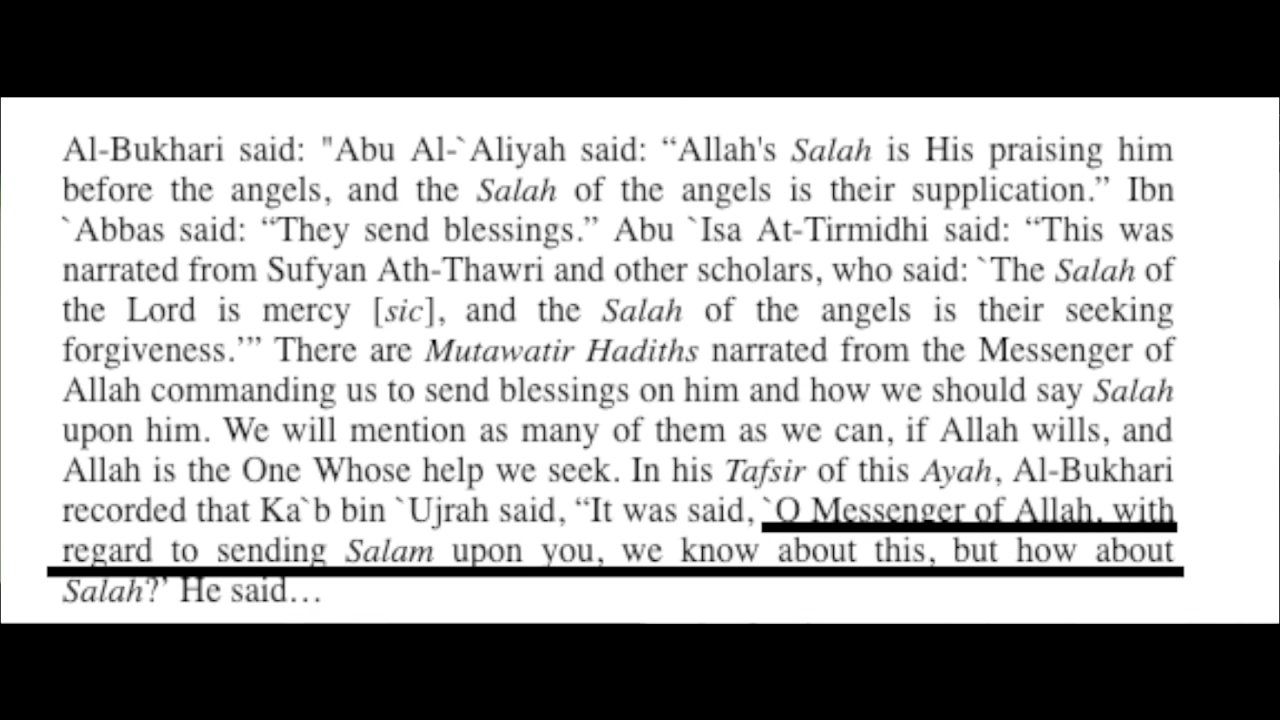 Al-Bukhari said: "Abu Al-`Aliyah said: “Allah's Salah is His praising him
before the angels, and the Salah of the angels is their supplication.” Ibn
`Abbas said: “They send blessings.” Abu `Isa At-Tirmidhi said: “This was
narrated from Sufyan Ath-Thawri and other scholars, who said: `The Salah of
the Lord is mercy [sic], and the Salah of the angels is their seeking
forgiveness.’” There are Mutawatir Hadiths narrated from the Messenger of
Allah commanding us to send blessings on him and how we should say Salah
upon him. We will mention as many of them as we can, if Allah wills, and
Allah is the One Whose help we seek. In his Tafsir of this Ayah, Al-Bukhari
recorded that Ka`b bin `Ujrah said, “It was said, `O Messenger of Allah, with
regard to sending Salam upon you, we know about this, but how about
Salah?’ He said…